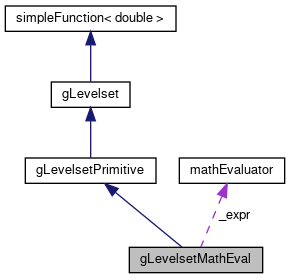 simpleFunction< double >
gLevelset
gLevelsetPrimitive
mathEvaluator
_expr
gLevelsetMathEval